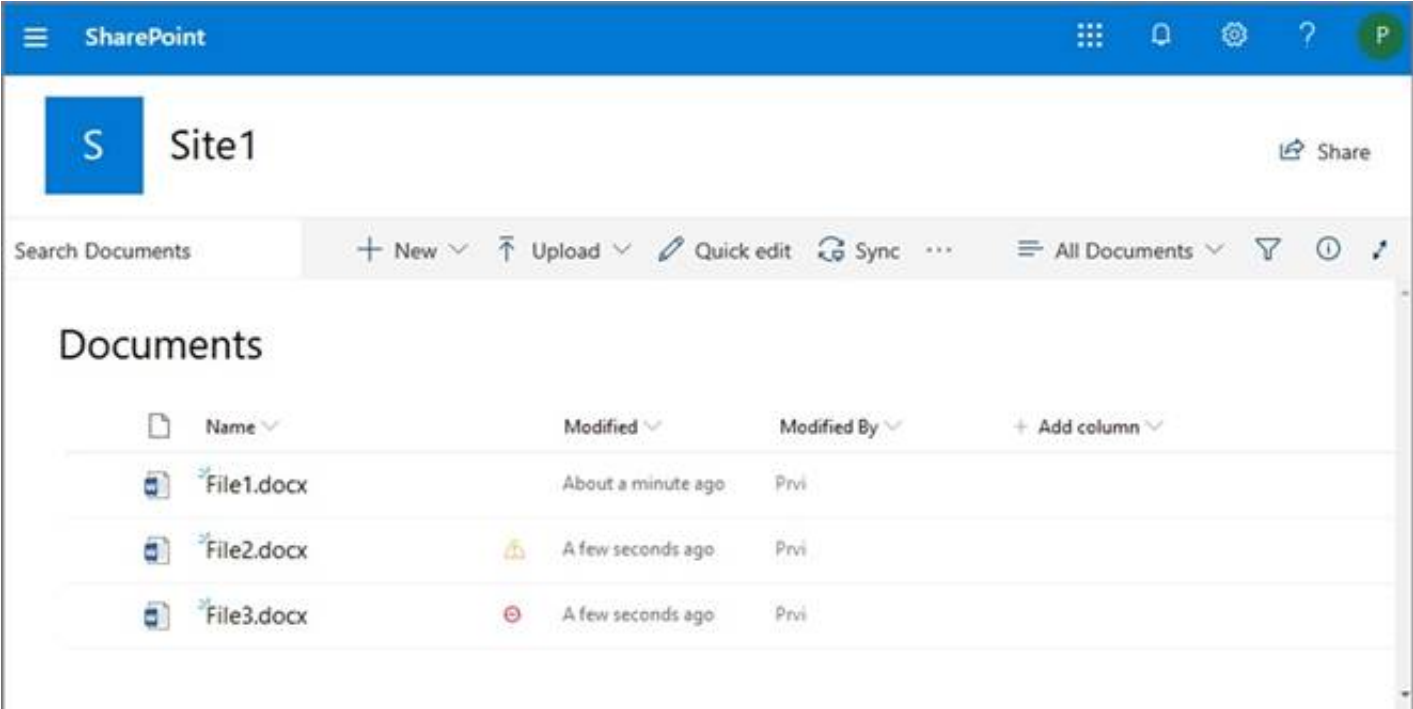 SharePoint ? P
S Site1 Share
Search Documents + New Upload Quick edit Sync ... All Documents
Documents
Name Modified Modified By + Add column
File1.docx About a minute ago Prvi
File2.docx A few seconds ago Prvi
File3.docx A few seconds ago Prvi